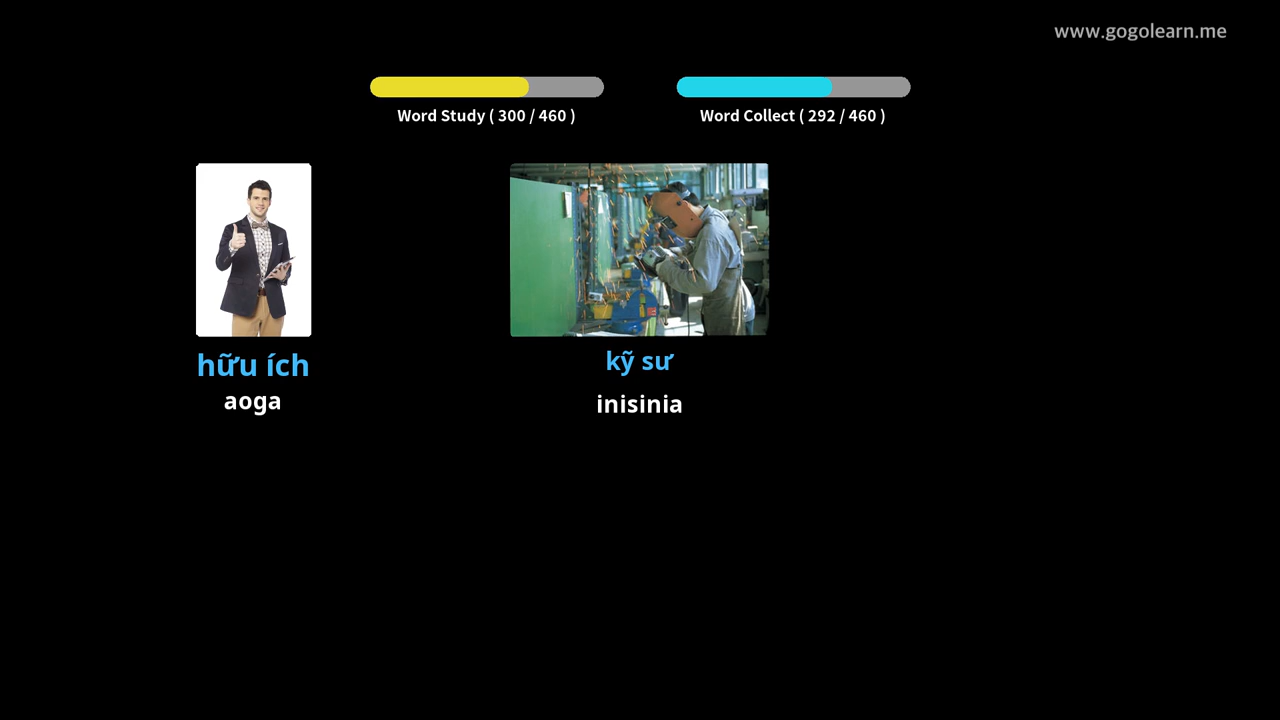 www.gogolearn.me
Word Study ( 300 / 460 )
Word Collect ( 292 / 460 )
hữu ích
aoga
kỹ sư
inisinia